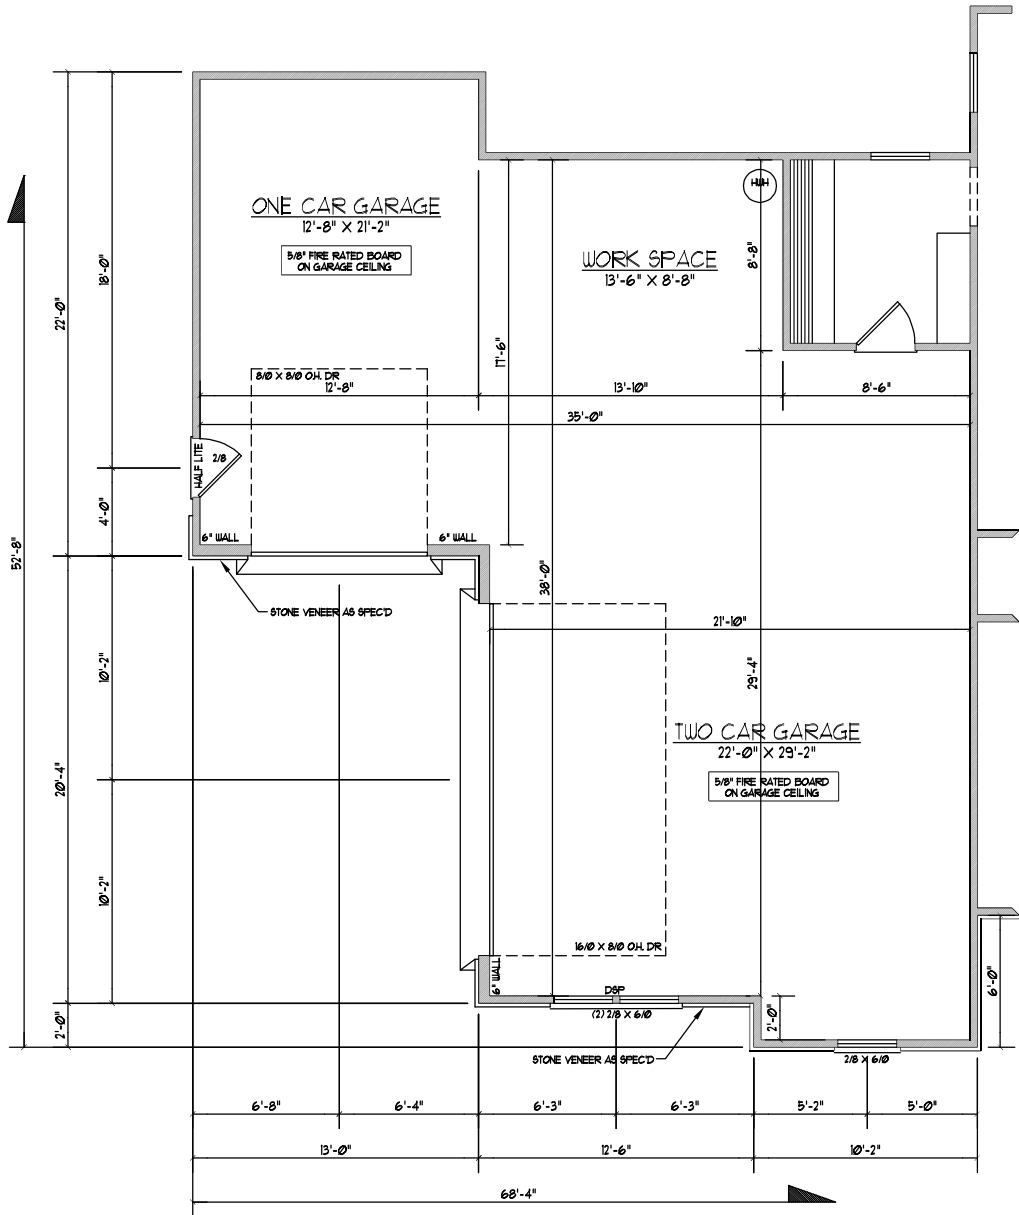 HWH
ONE CAR GARAGE
12'-8" X 21'-2"
5/8" FIRE RATED BOARD
ON GARAGE CEILING
WORK SPACE
13'-6" X 8'-8"
8'-8"
18'-0"
22'-0"
17'-6"
8/0 X 8/0 O.H. DR
12'-8"
13'-10"
8'-6"
35'-0"
HALF LITE
2/8
4'-0"
6" WALL
6" WALL
52'-8"
38'-0"
STONE VENEER AS SPEC'D
21'-10"
10'-2"
29'-4"
TWO CAR GARAGE
22'-0" X 29'-2"
5/8" FIRE RATED BOARD
ON GARAGE CEILING
20'-4"
10'-2"
16/0 X 8/0 O.H. DR
6" WALL
DSP
(2) 2/8 X 6/0
2'-0"
2'-0"
6'-0"
STONE VENEER AS SPEC'D
2/8 X 6/0
6'-8"
6'-4"
6'-3"
6'-3"
5'-2"
5'-0"
13'-0"
12'-6"
10'-2"
68'-4"